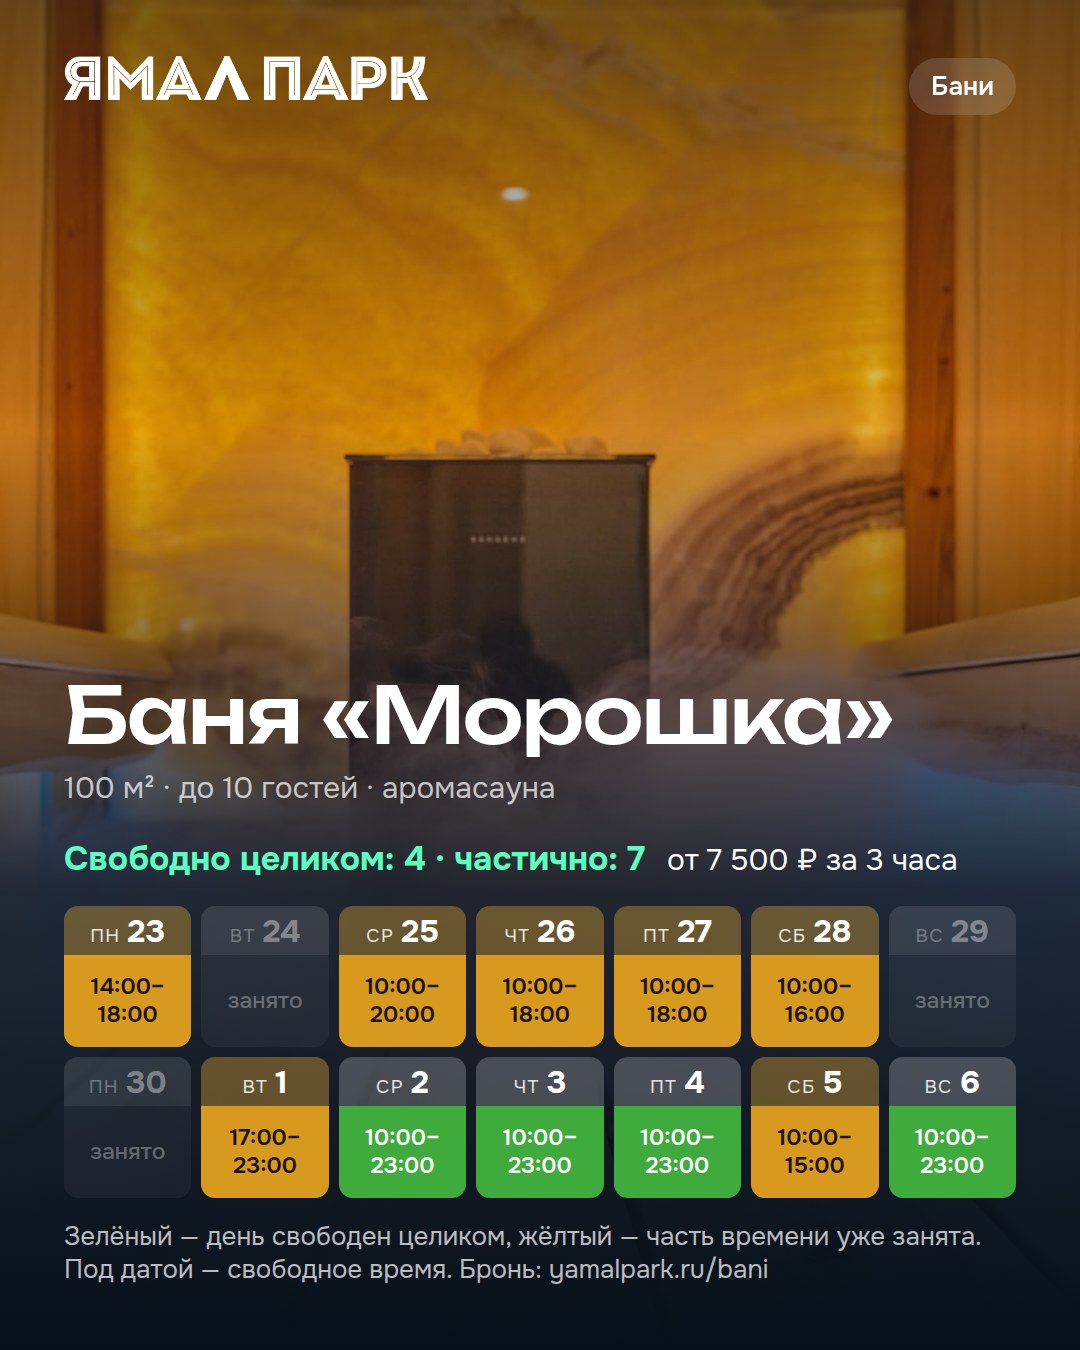 ЯМАЛ ПАРК
Бани
Баня «Морошка»
100 м² · до 10 гостей · аромасауна
Свободно целиком: 4 · частично: 7 от 7 500 ₽ за 3 часа
ПН 23 ВТ 24 СР 25 ЧТ 26 ПТ 27 СБ 28 ВС 29
14:00– занято 10:00– 10:00– 10:00– 10:00– занято
18:00 20:00 18:00 18:00 16:00
ПН 30 ВТ 1 СР 2 ЧТ 3 ПТ 4 СБ 5 ВС 6
занято 17:00– 10:00– 10:00– 10:00– 10:00– 10:00–
23:00 23:00 23:00 23:00 15:00 23:00
Зелёный — день свободен целиком, жёлтый — часть времени уже занята.
Под датой — свободное время. Бронь: yamalpark.ru/bani